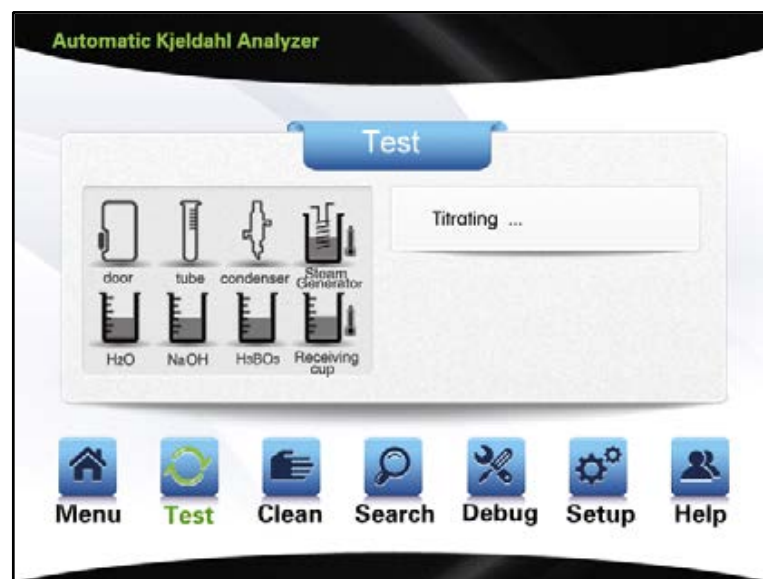 Automatic Kjeldahl Analyzer
Test
Titrating ...
door tube condenser Steam Generator
H2O NaOH H3BO3 Receiving cup
Menu Test Clean Search Debug Setup Help